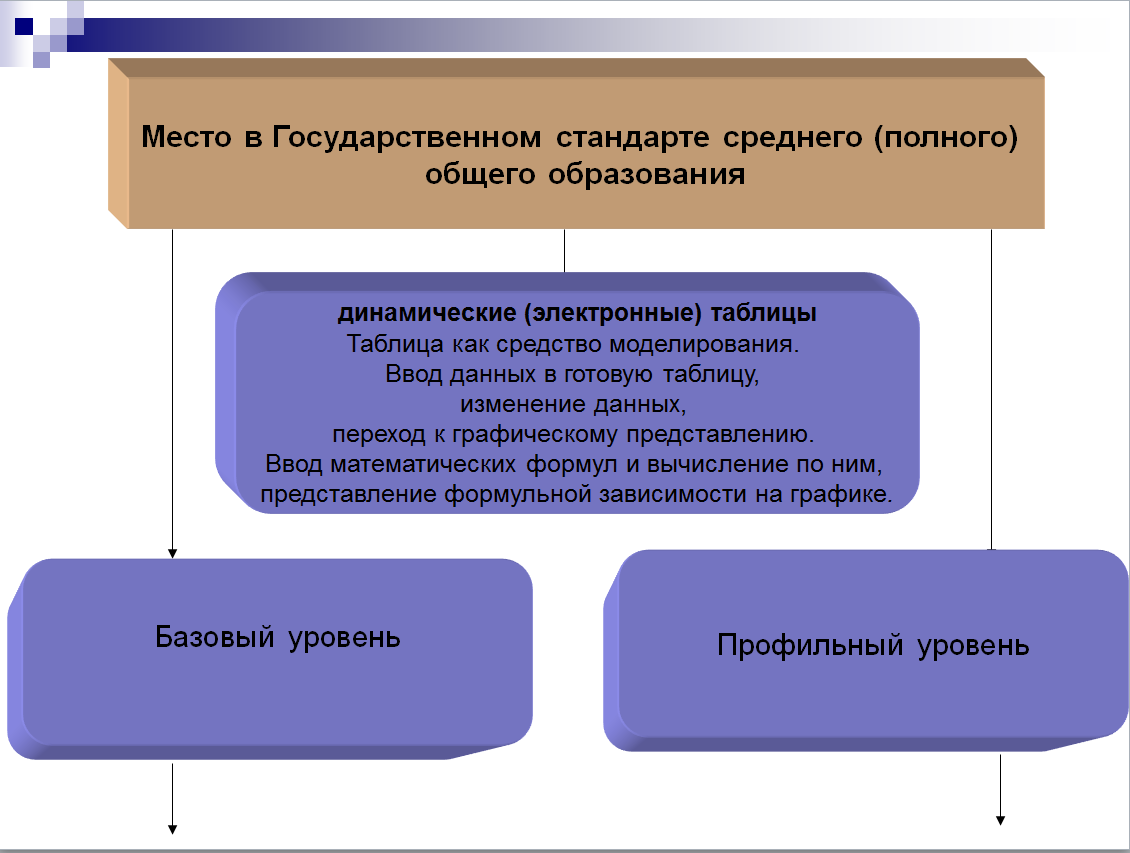 Место в Государственном стандарте среднего (полного)
общего образования
динамические (электронные) таблицы
Таблица как средство моделирования.
Ввод данных в готовую таблицу,
изменение данных,
переход к графическому представлению.
Ввод математических формул и вычисление по ним,
представление формульной зависимости на графике.
Базовый уровень
Профильный уровень